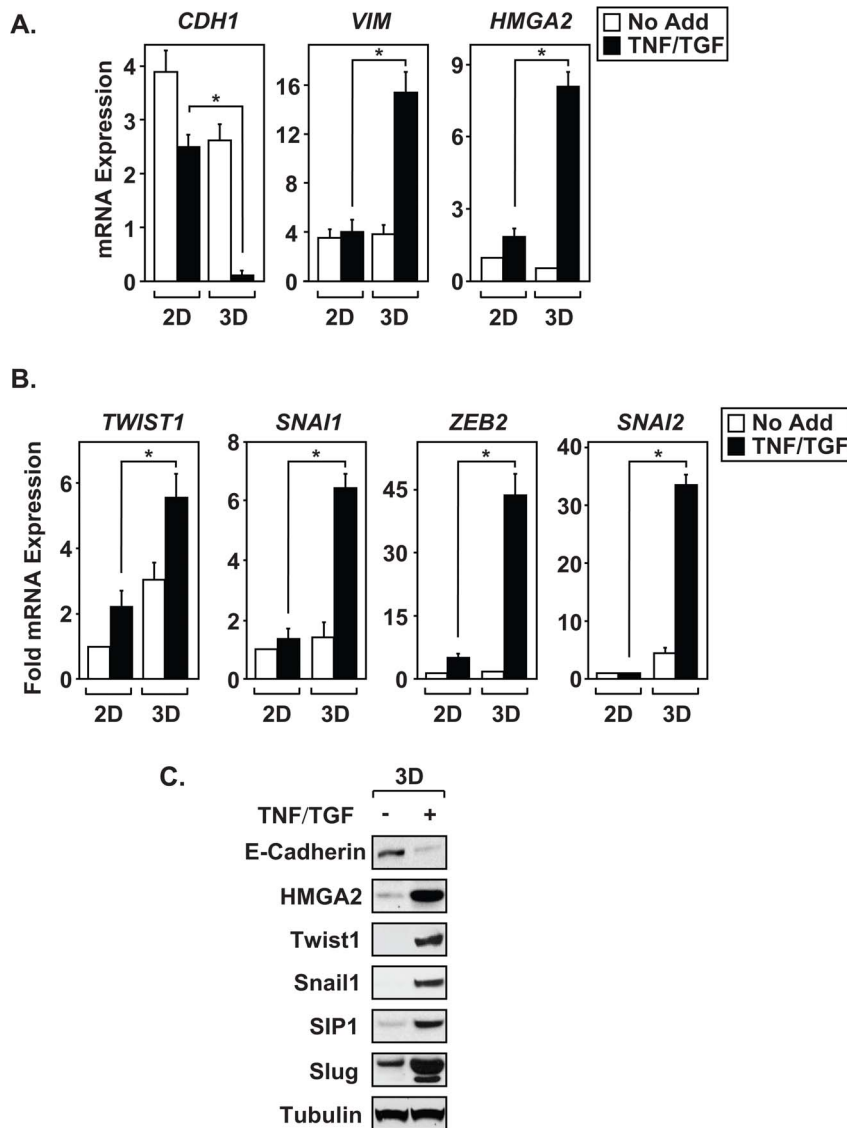 A.
CDH1 VIM HMGA2
No Add
TNF/TGF
mRNA Expression
4
3
2
1
0
16
12
8
4
0
9
6
3
0
*
*
*
2D 3D 2D 3D 2D 3D
B.
TWIST1 SNAI1 ZEB2 SNAI2
No Add
TNF/TGF
Fold mRNA Expression
6
4
2
0
8
6
4
2
0
45
30
15
0
40
30
20
10
0
*
*
*
*
2D 3D 2D 3D 2D 3D 2D 3D
C.
3D
TNF/TGF - +
E-Cadherin
HMGA2
Twist1
Snail1
SIP1
Slug
Tubulin